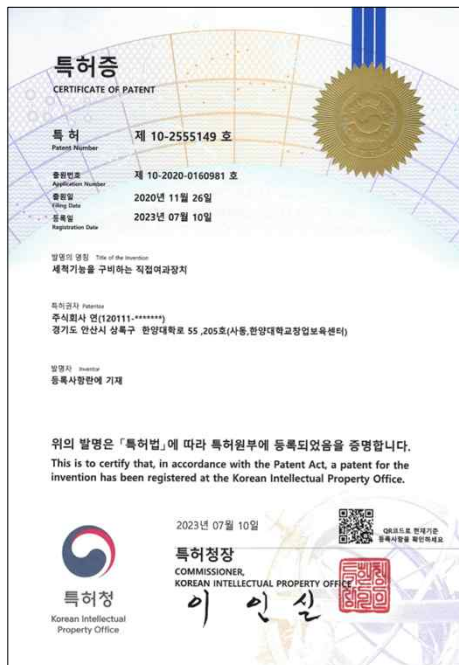 특허증
CERTIFICATE OF PATENT
특 허 제 10-2555149 호
Patent Number
출원번호 제 10-2020-0160981 호
Application Number
출원일 2020년 11월 26일
Filing Date
등록일 2023년 07월 10일
Registration Date
발명의 명칭 Title of the Invention
세척기능을 구비하는 직접여과장치
특허권자 Patentee
주식회사 연(120111-*******)
경기도 안산시 상록구 한양대학로 55 ,205호(사동,한양대학교창업보육센터)
발명자 Inventor
등록사항란에 기재
위의 발명은 「특허법」에 따라 특허원부에 등록되었음을 증명합니다.
This is to certify that, in accordance with the Patent Act, a patent for the
invention has been registered at the Korean Intellectual Property Office.
2023년 07월 10일
QR코드로 현재기준
등록사항을 확인하세요
특허청장
COMMISSIONER,
KOREAN INTELLECTUAL PROPERTY OFFICE
이 인 실
특허청
Korean Intellectual
Property Office